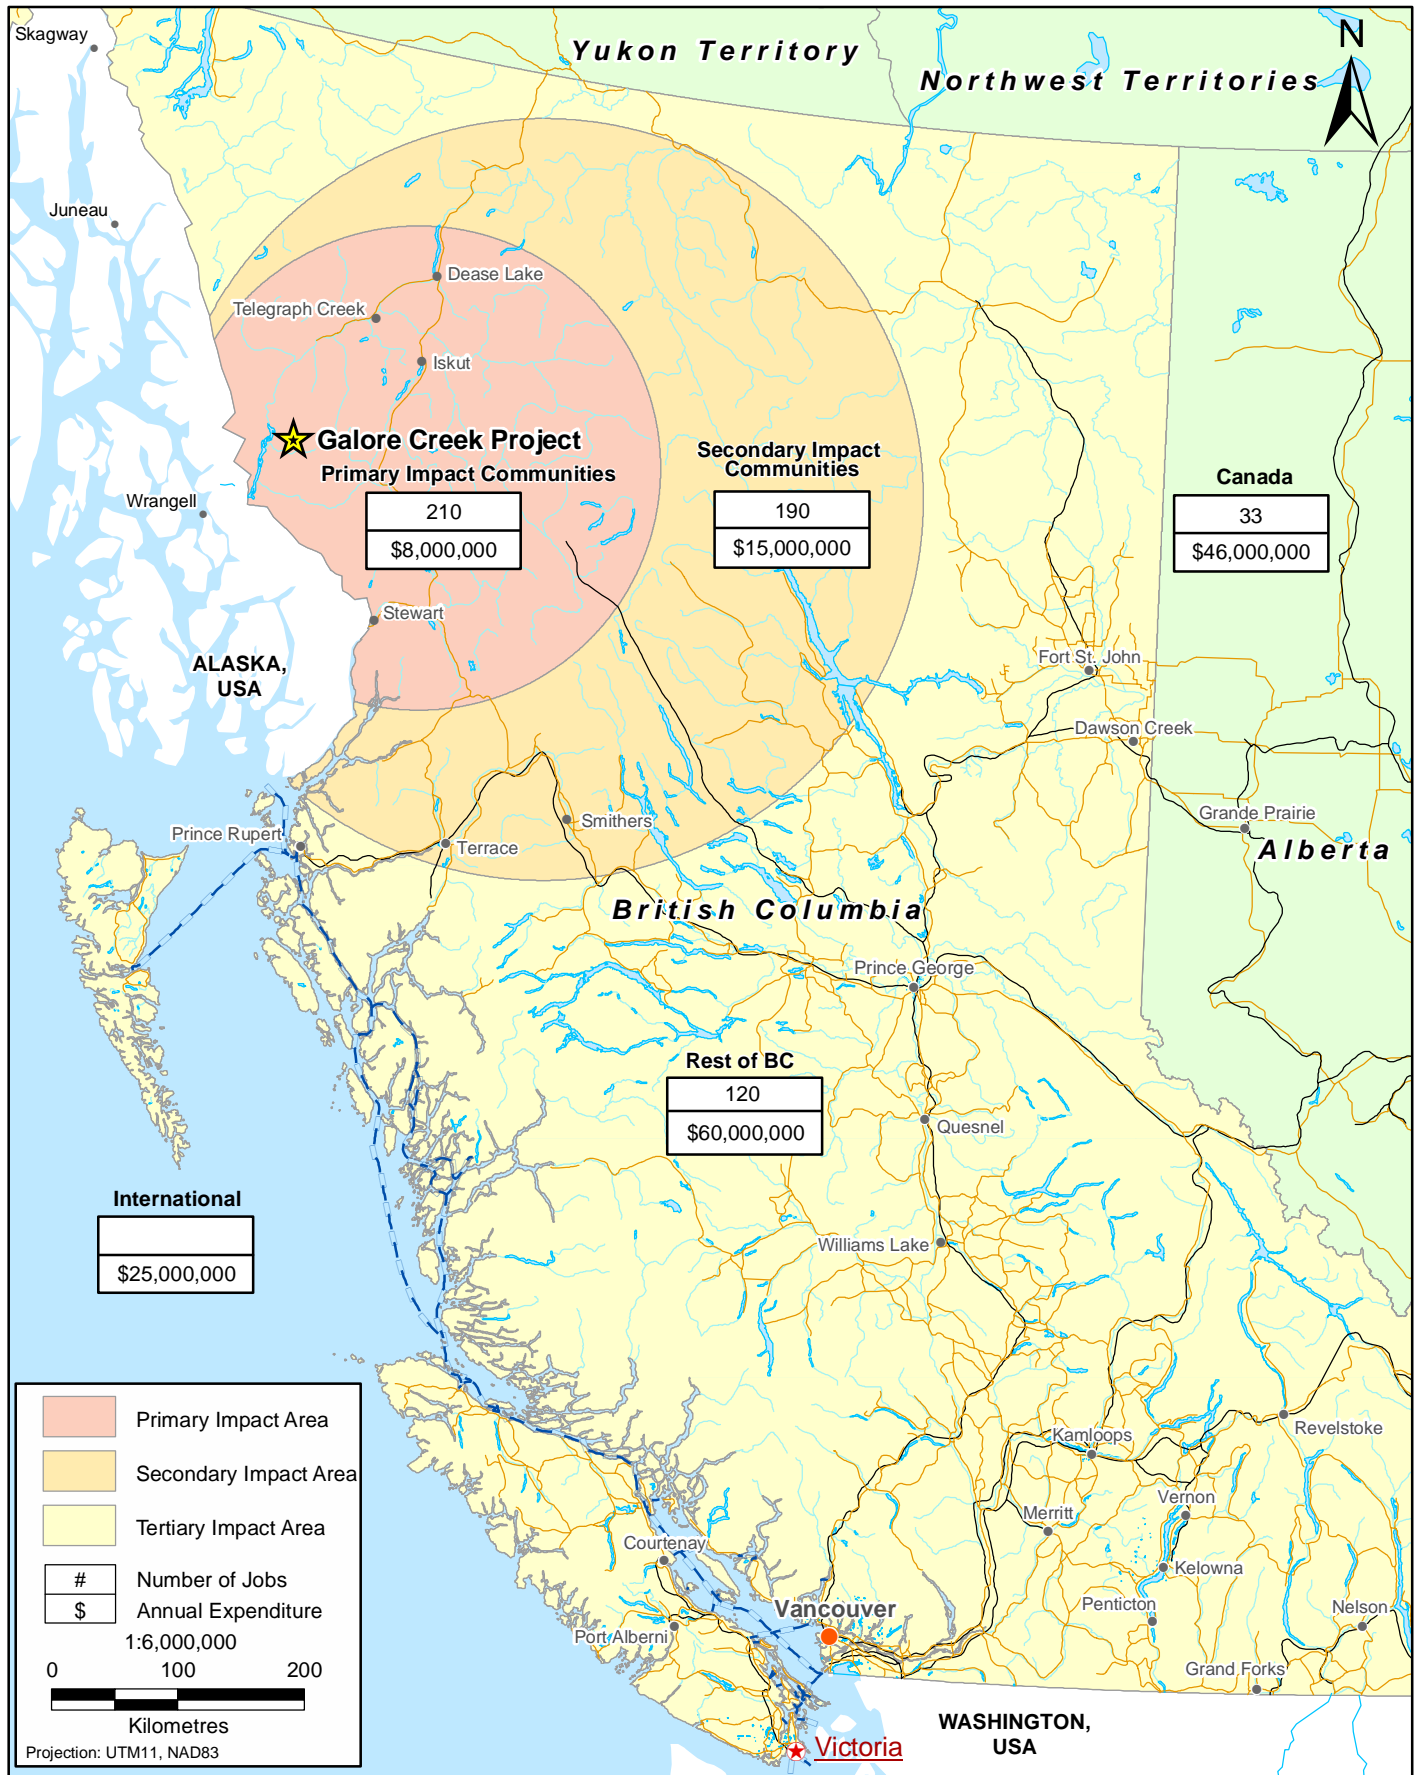 Skagway
Yukon Territory
N
Northwest Territories
Juneau
Dease Lake
Telegraph Creek
Iskut
Galore Creek Project
Primary Impact Communities
210
$8,000,000
Secondary Impact
Communities
190
$15,000,000
Canada
33
$46,000,000
Wrangell
Stewart
ALASKA,
USA
Fort St. John
Dawson Creek
Grande Prairie
Alberta
Prince Rupert
Smithers
Terrace
British Columbia
Prince George
Rest of BC
120
$60,000,000
Quesnel
International
$25,000,000
Williams Lake
Revelstoke
Kamloops
Vernon
Merritt
Kelowna
Courtenay
Penticton
Nelson
Vancouver
Port Alberni
Grand Forks
WASHINGTON,
USA
Victoria
Primary Impact Area
Secondary Impact Area
Tertiary Impact Area
# Number of Jobs
$ Annual Expenditure
1:6,000,000
0 100 200
Kilometres
Projection: UTM11, NAD83